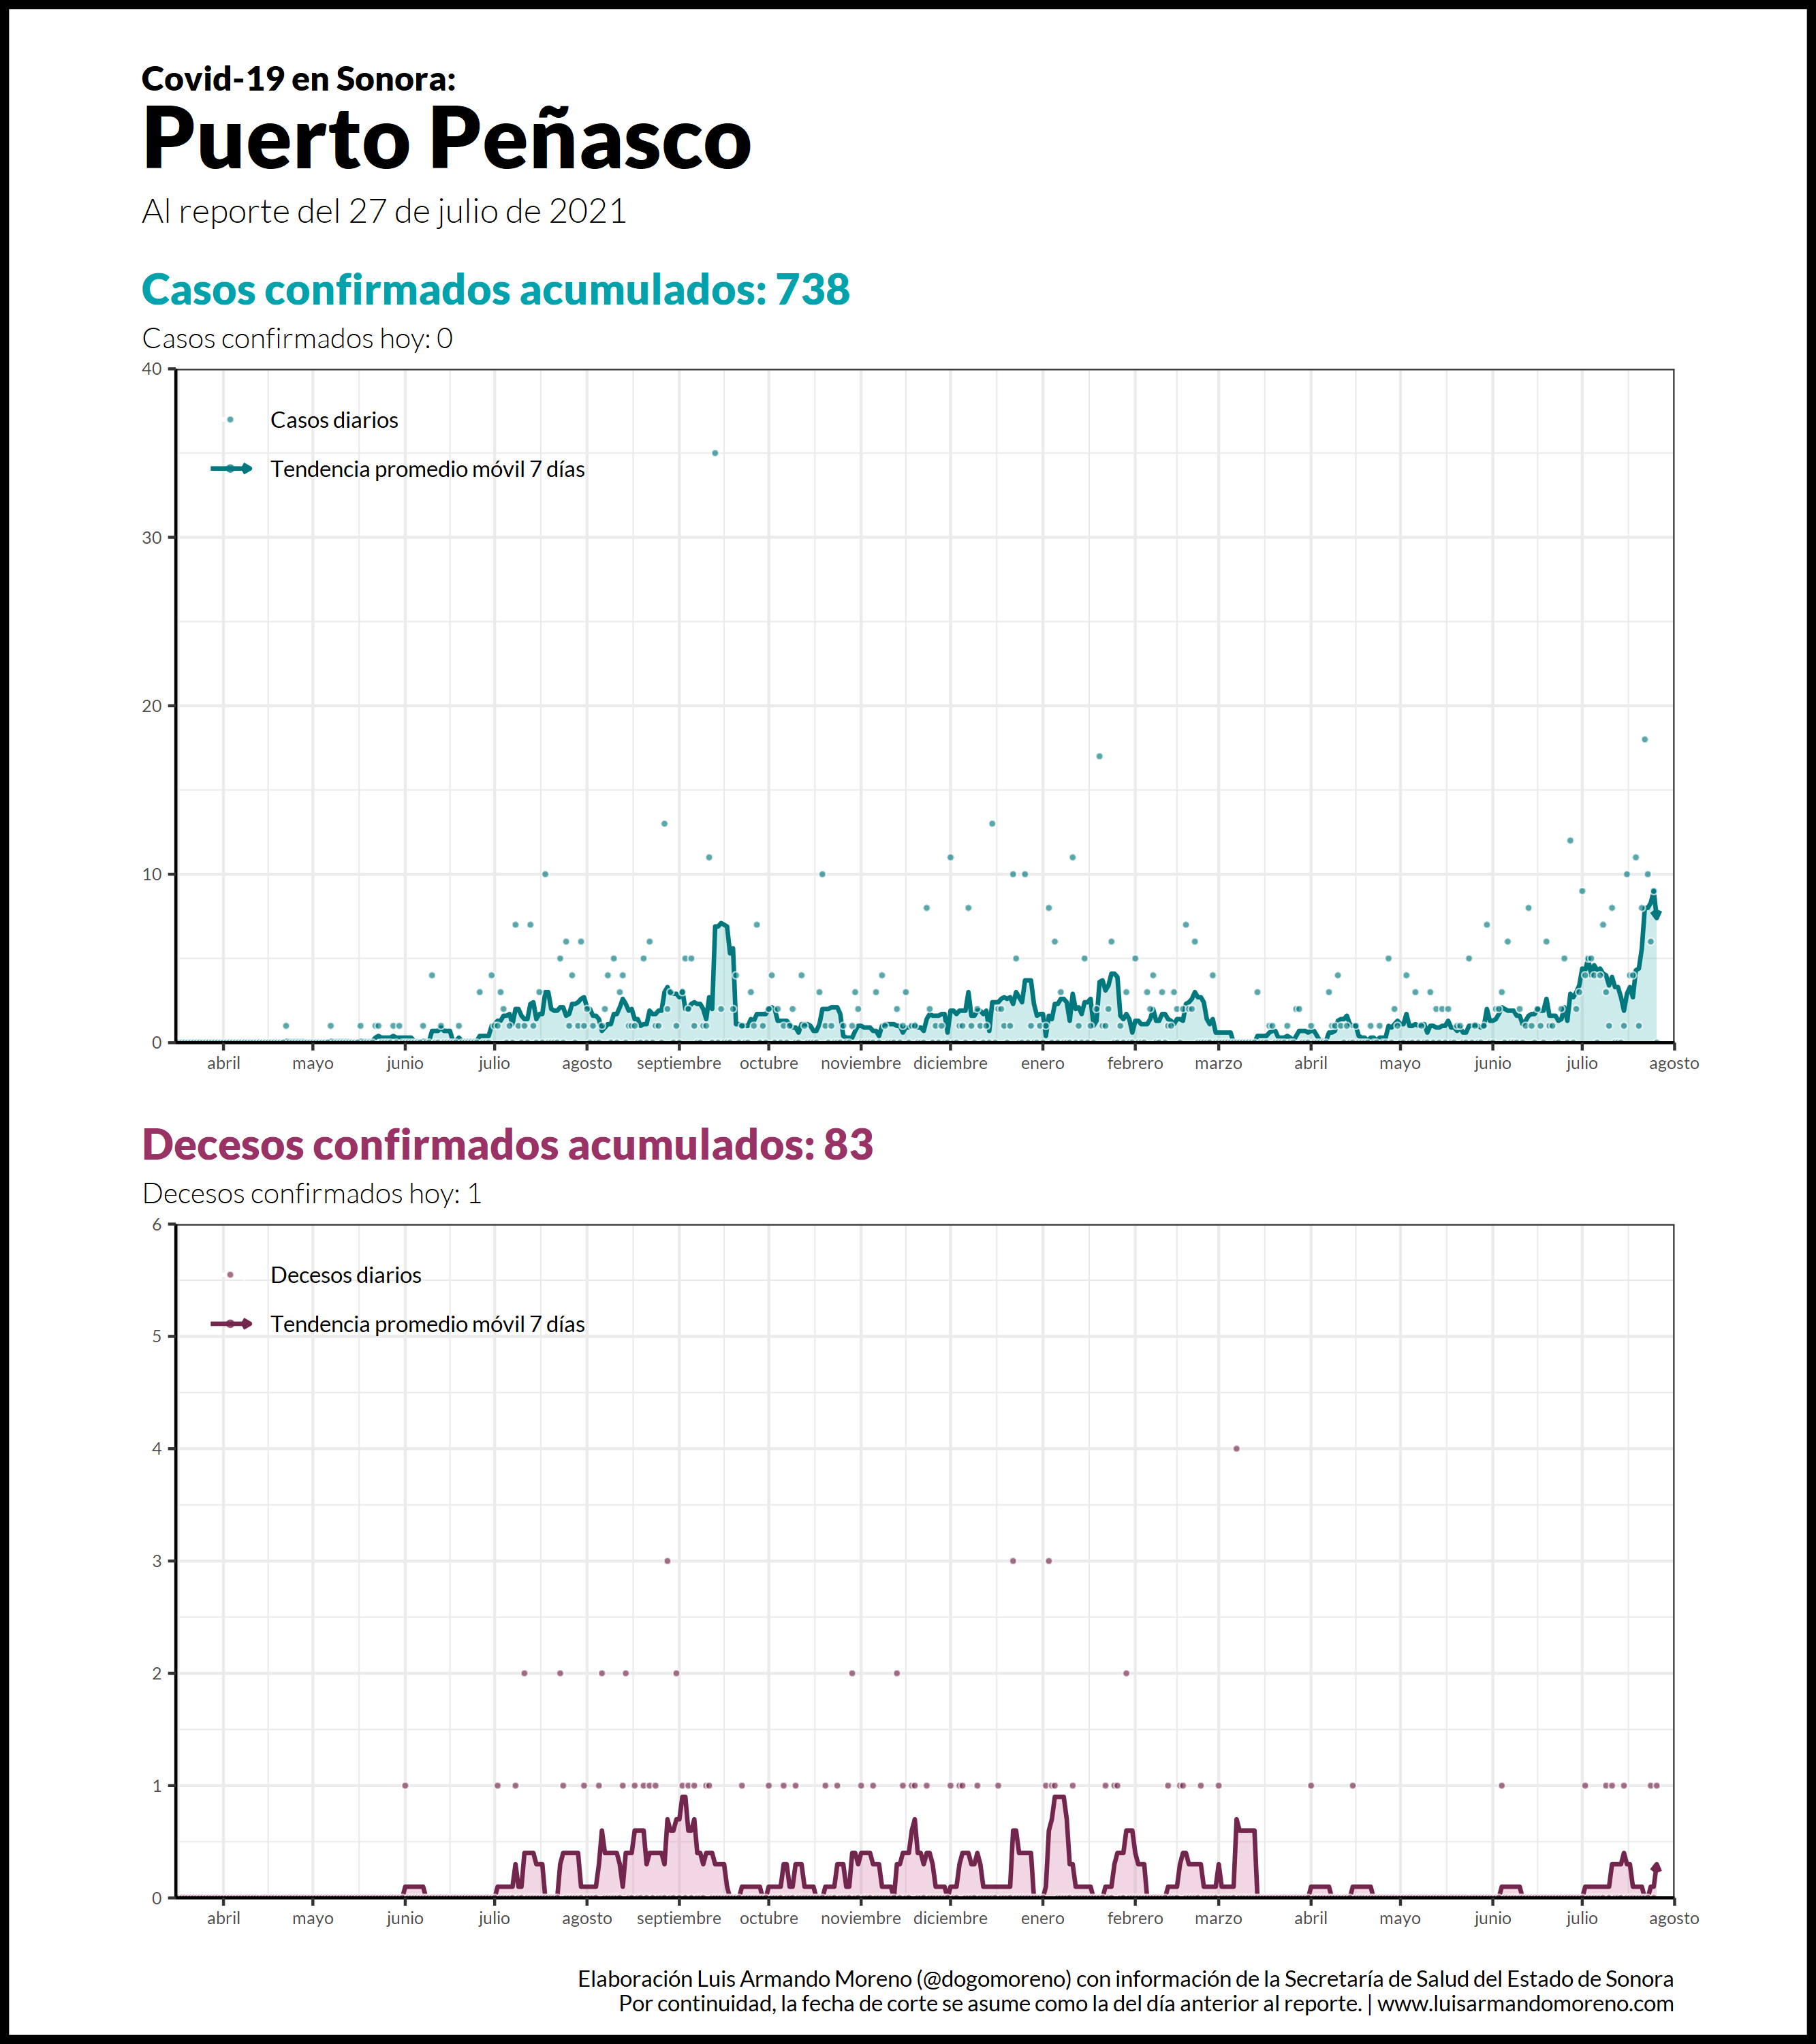 Covid-19 en Sonora:
Puerto Peñasco
Al reporte del 27 de julio de 2021
Casos confirmados acumulados: 738
Casos confirmados hoy: 0
40
30
20
10
0
Casos diarios
Tendencia promedio móvil 7 días
abril mayo junio julio agosto septiembre octubre noviembre diciembre enero febrero marzo abril mayo junio julio agosto
Decesos confirmados acumulados: 83
Decesos confirmados hoy: 1
6
5
4
3
2
1
0
Decesos diarios
Tendencia promedio móvil 7 días
abril mayo junio julio agosto septiembre octubre noviembre diciembre enero febrero marzo abril mayo junio julio agosto
Elaboración Luis Armando Moreno (@dogomoreno) con información de la Secretaría de Salud del Estado de Sonora
Por continuidad, la fecha de corte se asume como la del día anterior al reporte. | www.luisarmandomoreno.com